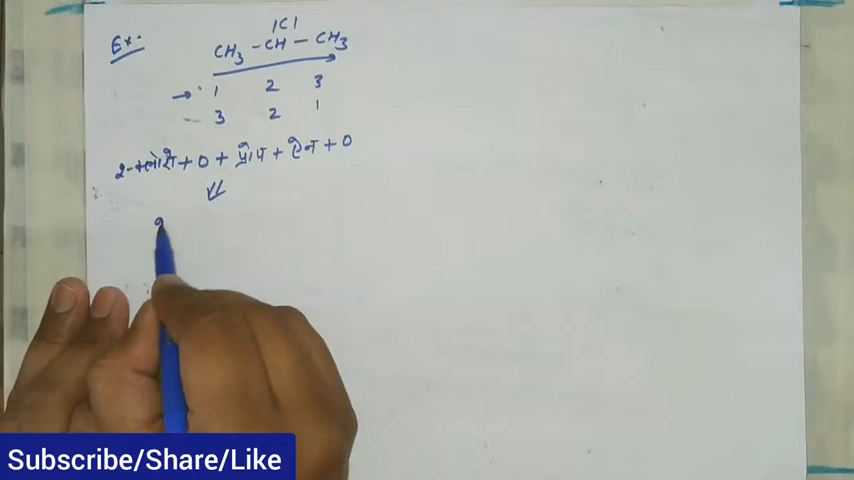 Ex.
|Cl
CH3 - CH - CH3
→ 1 2 3
3 2 1
2-क्लोरो + 0 + प्रोप + ऐन + 0
Subscribe/Share/Like